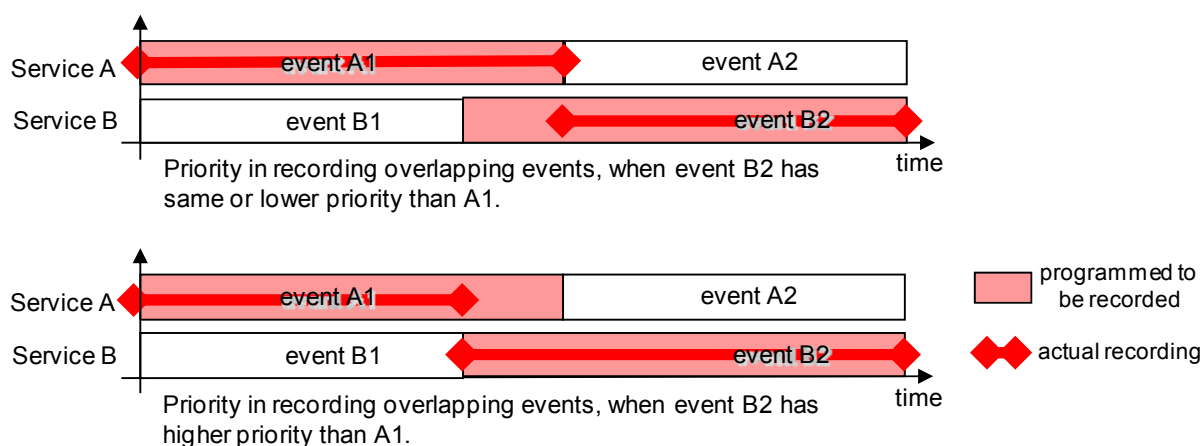 Service A
event A1
event A2
Service B
event B1
event B2
time
Priority in recording overlapping events, when event B2 has
same or lower priority than A1.
Service A
event A1
event A2
programmed to
be recorded
Service B
event B1
event B2
actual recording
time
Priority in recording overlapping events, when event B2 has
higher priority than A1.